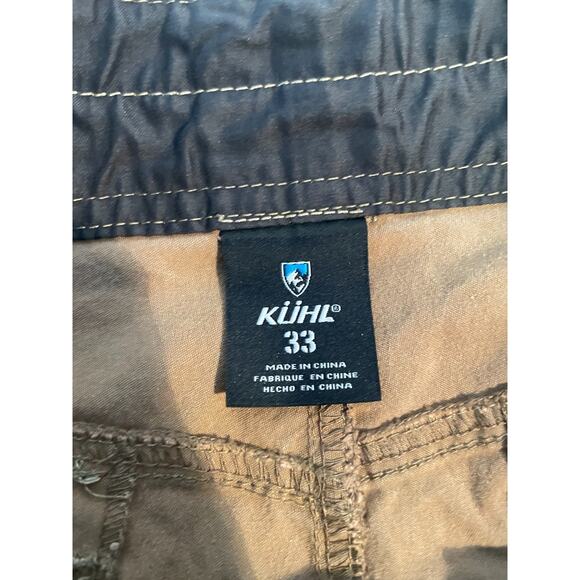 KÜHL®
33
MADE IN CHINA
FABRIQUE EN CHINE
HECHO EN CHINA